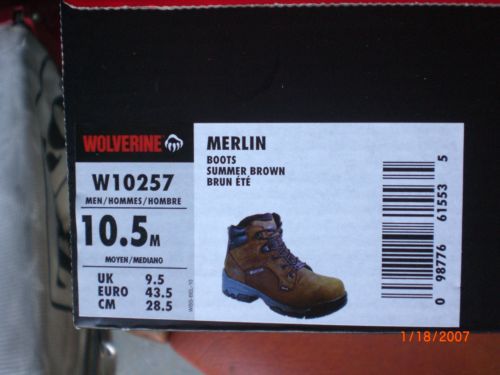 WOLVERINE
MERLIN
BOOTS
SUMMER BROWN
BRUN ÉTÉ
W10257
MEN/HOMMES/HOMBRE
10.5M
MOYEN/MEDIANO
UK 9.5
EURO 43.5
CM 28.5
0 98776 61553 5
1/18/2007